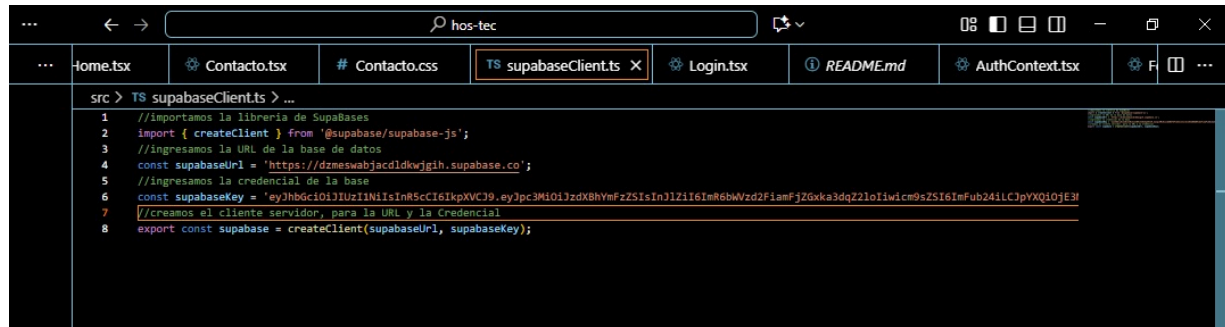 hos-tec
Home.tsx Contacto.tsx # Contacto.css TS supabaseClient.ts Login.tsx README.md AuthContext.tsx
src > TS supabaseClient.ts > ...
1 //importamos la libreria de SupaBases
2 import { createClient } from '@supabase/supabase-js';
3 //ingresamos la URL de la base de datos
4 const supabaseUrl = 'https://dzmeswabjacdldkwjgih.supabase.co';
5 //ingresamos la credencial de la base
6 const supabaseKey =
7 //creamos el cliente servidor, para la URL y la Credencial
8 export const supabase = createClient(supabaseUrl, supabaseKey);